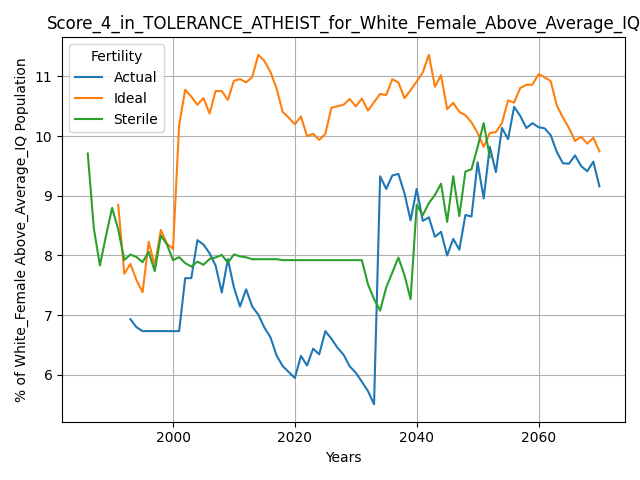 Score_4_in_TOLERANCE_ATHEIST_for_White_Female_Above_Average_IQ
Fertility
Actual
Ideal
Sterile
% of White_Female Above_Average_IQ Population
11
10
9
8
7
6
2000
2020
2040
2060
Years